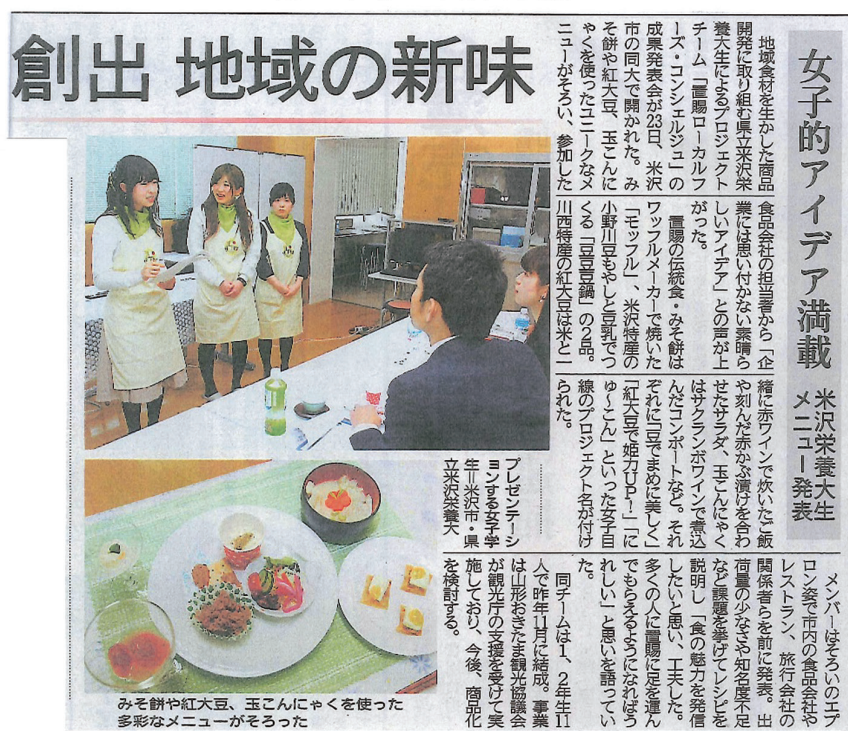 創出 地域の新味
女子的アイデア満載
米沢栄養大生
メニュー発表
地域食材を生かした商品
開発に取り組む県立米沢栄
養大生によるプロジェクト
チーム「置賜ローカルフ
ーズ・コンシェルジュ」の
成果発表会が23日、米沢
市の同大で開かれた。み
そ餅や紅大豆、玉こんに
ゃくを使ったユニークなメ
ニューがそろい、参加した
食品会社の担当者から「企
業には思い付かない素晴ら
しいアイデア」との声が上
がった。
置賜の伝統食・みそ餅は
ワッフルメーカーで焼いた
「モッフル」、米沢特産の
小野川豆もやしと豆乳でつ
くる「豆豆豆鍋」の2品。
川西特産の紅大豆は米と一
緒に赤ワインで炊いたご飯
や刻んだ赤かぶ漬けを合わ
せたサラダ、玉こんにゃく
はサクランボワインで煮込
んだコンポートなど。それ
ぞれに「豆でまめに美しく」
「紅大豆で姫力UP!」「に
ゅ〜こん」といった女子目
線のプロジェクト名が付け
られた。
メンバーはそろいのエプ
ロン姿で市内の食品会社や
レストラン、旅行会社の
関係者らを前に発表。出
荷量の少なさや知名度不足
など課題を挙げてレシピを
説明し「食の魅力を発信
したいと思い、工夫した。
多くの人に置賜に足を運ん
でもらえるようになればう
れしい」と思いを語ってい
た。
同チームは1、2年生11
人で昨年11月に結成。事業
は山形おきたま観光協議会
が観光庁の支援を受けて実
施しており、今後、商品化
を検討する。
プレゼンテーシ
ョンする女子学
生=米沢市・県
立米沢栄養大
みそ餅や紅大豆、玉こんにゃくを使った
多彩なメニューがそろった